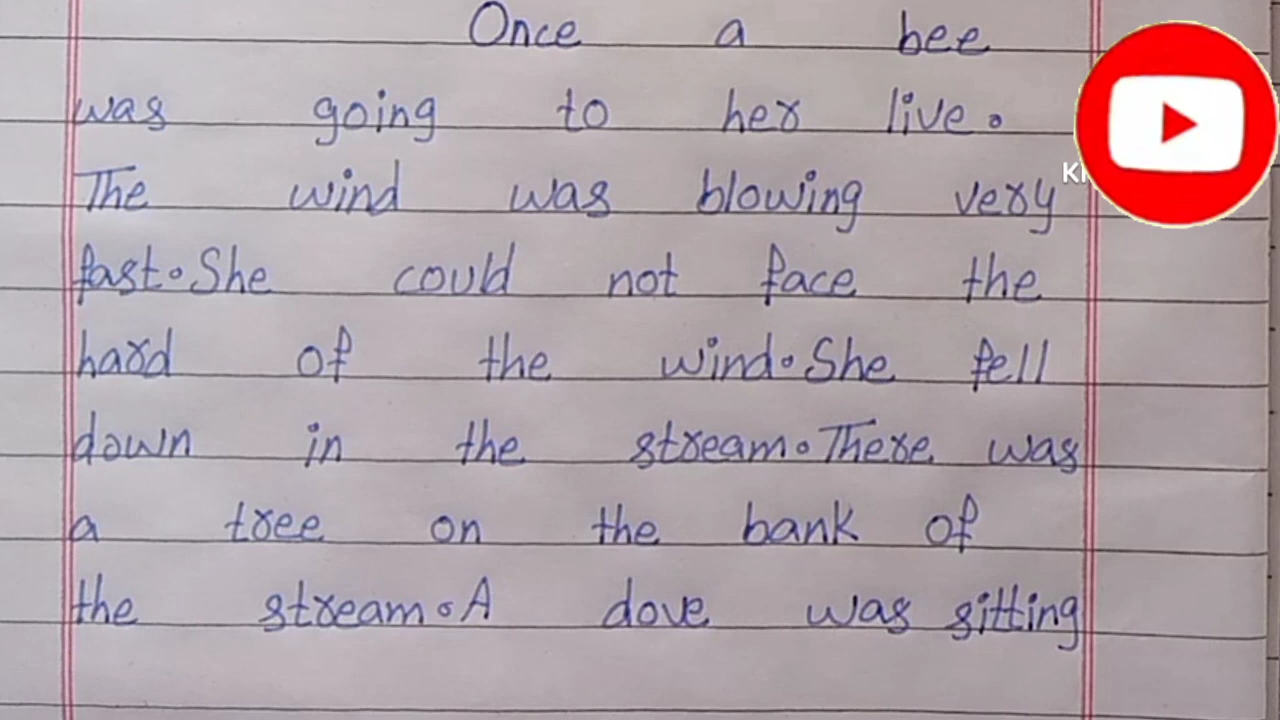 Once a bee
was going to her live.
The wind was blowing very
fast. She could not face the
hard of the wind. She fell
down in the stream. There was
a tree on the bank of
the stream. A dove was sitting